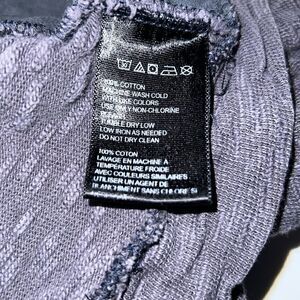 100% COTTON
MACHINE WASH COLD
WITH LIKE COLORS
USE ONLY NON-CHLORINE
BLEACH
TUMBLE DRY LOW
LOW IRON AS NEEDED
DO NOT DRY CLEAN
100% COTON
LAVAGE EN MACHINE À
TEMPÉRATURE FROIDE
AVEC COULEURS SIMILAIRES
UTILISER UN AGENT DE
BLANCHIMENT SANS CHLORE SI